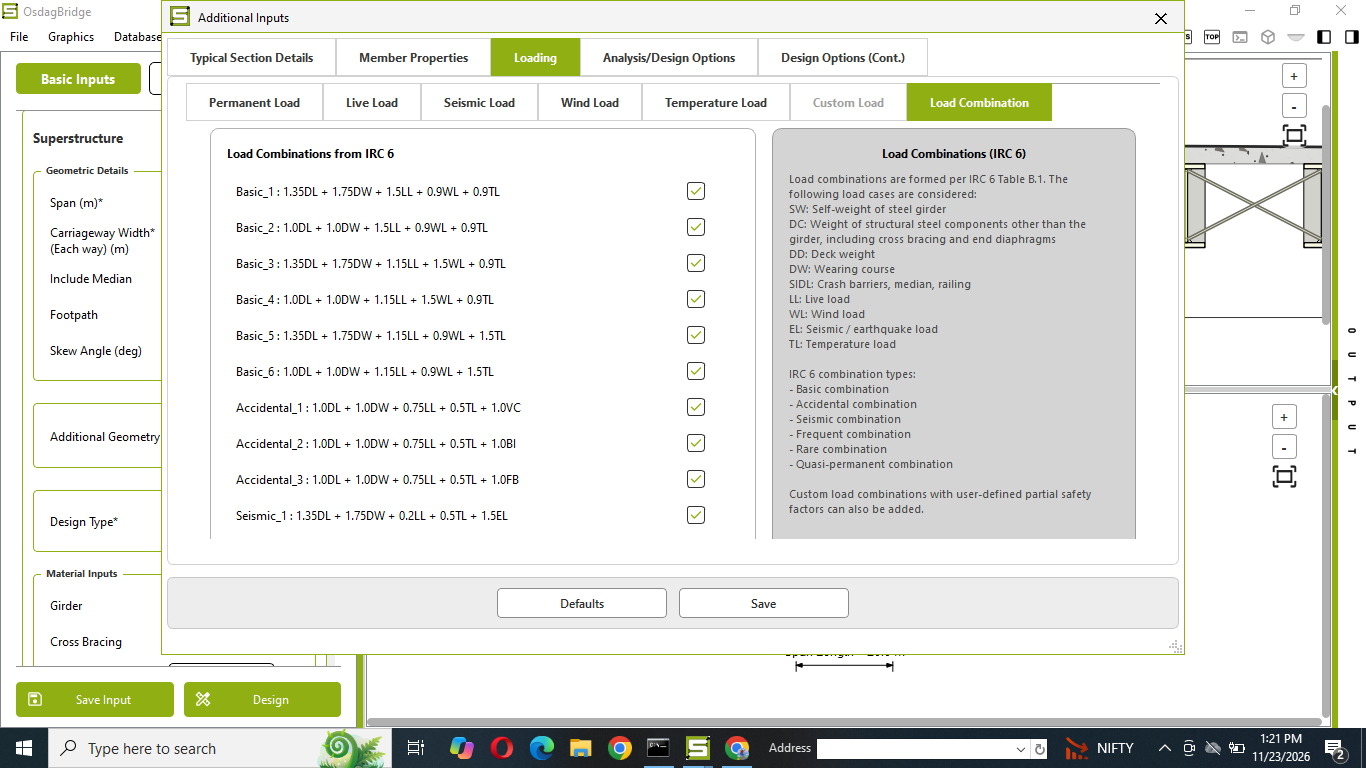 OsdagBridge
File Graphics Database
Basic Inputs
Superstructure
Geometric Details
Span (m)*
Carriageway Width*
(Each way) (m)
Include Median
Footpath
Skew Angle (deg)
Additional Geometry
Design Type*
Material Inputs
Girder
Cross Bracing
Save Input Design
Additional Inputs
Typical Section Details Member Properties Loading Analysis/Design Options Design Options (Cont.)
Permanent Load Live Load Seismic Load Wind Load Temperature Load Custom Load Load Combination
Load Combinations from IRC 6
Basic_1 : 1.35DL + 1.75DW + 1.5LL + 0.9WL + 0.9TL
Basic_2 : 1.0DL + 1.0DW + 1.5LL + 0.9WL + 0.9TL
Basic_3 : 1.35DL + 1.75DW + 1.15LL + 1.5WL + 0.9TL
Basic_4 : 1.0DL + 1.0DW + 1.15LL + 1.5WL + 0.9TL
Basic_5 : 1.35DL + 1.75DW + 1.15LL + 0.9WL + 1.5TL
Basic_6 : 1.0DL + 1.0DW + 1.15LL + 0.9WL + 1.5TL
Accidental_1 : 1.0DL + 1.0DW + 0.75LL + 0.5TL + 1.0VC
Accidental_2 : 1.0DL + 1.0DW + 0.75LL + 0.5TL + 1.0BI
Accidental_3 : 1.0DL + 1.0DW + 0.75LL + 0.5TL + 1.0FB
Seismic_1 : 1.35DL + 1.75DW + 0.2LL + 0.5TL + 1.5EL
Load Combinations (IRC 6)
Load combinations are formed per IRC 6 Table B.1. The
following load cases are considered:
SW: Self-weight of steel girder
DC: Weight of structural steel components other than the
girder, including cross bracing and end diaphragms
DD: Deck weight
DW: Wearing course
SIDL: Crash barriers, median, railing
LL: Live load
WL: Wind load
EL: Seismic / earthquake load
TL: Temperature load
IRC 6 combination types:
- Basic combination
- Accidental combination
- Seismic combination
- Frequent combination
- Rare combination
- Quasi-permanent combination
Custom load combinations with user-defined partial safety
factors can also be added.
Defaults Save
TOP
+
-
+
-
OUTPUT
Type here to search
Address
NIFTY
1:21 PM
11/23/2026
2